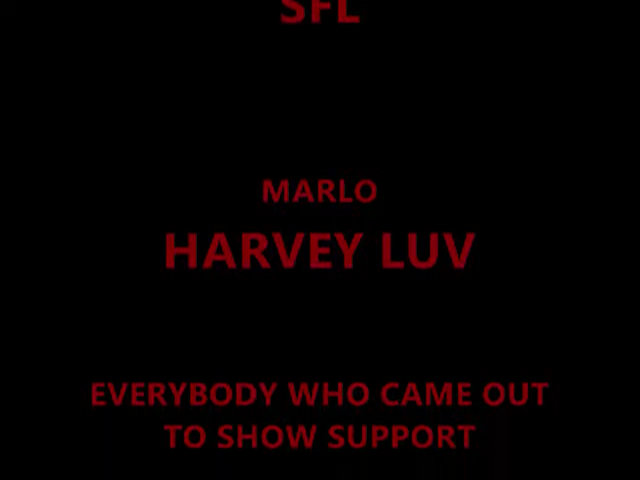 SFL
MARLO
HARVEY LUV
EVERYBODY WHO CAME OUT
TO SHOW SUPPORT